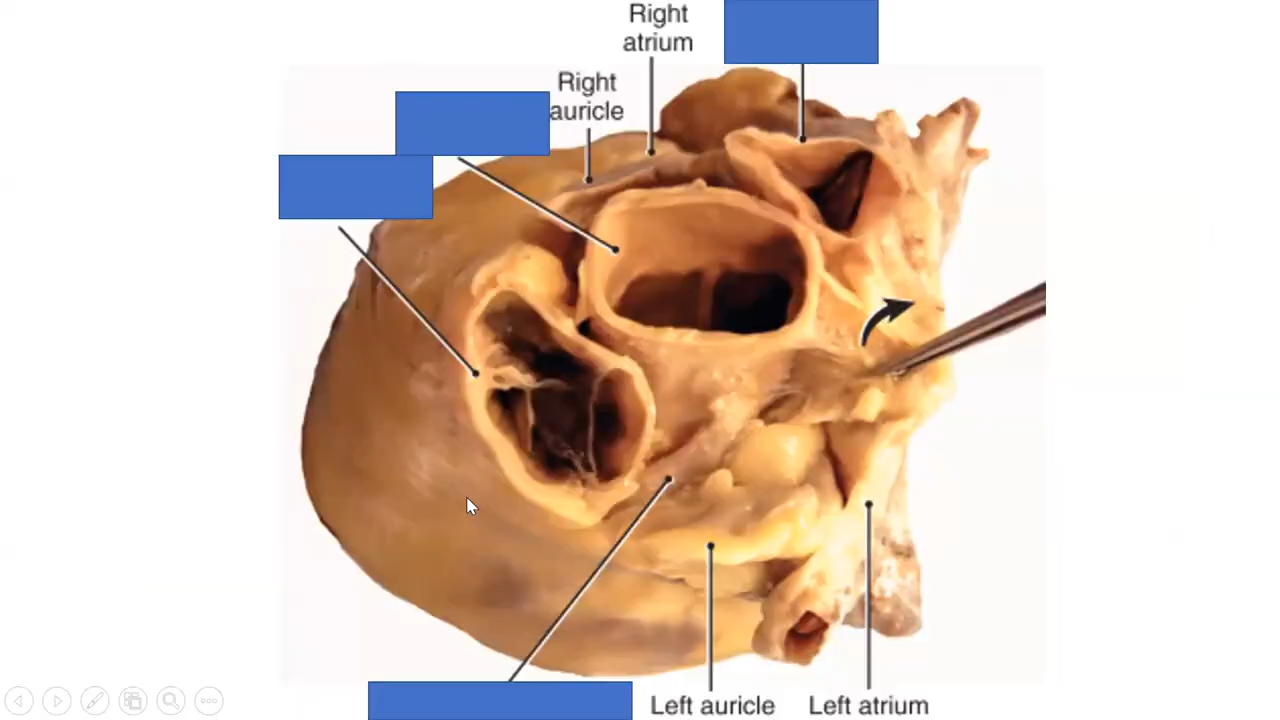 Right
atrium
Right
auricle
Left auricle
Left atrium